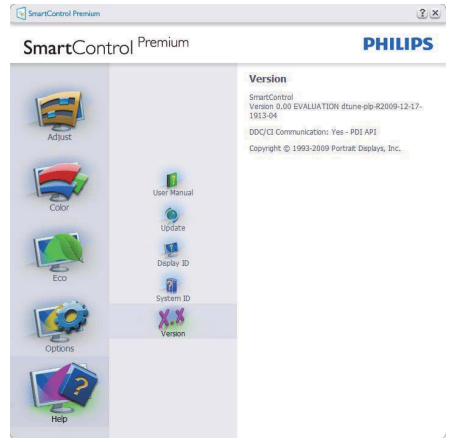 SmartControl Premium
SmartControl Premium
PHILIPS
Adjust
Color
Eco
Options
Help
User Manual
Update
Display ID
System ID
Version
Version
SmartControl
Version 0.00 EVALUATION dtune-plp-R2009-12-17-
1913-04
DDC/CI Communication: Yes - PDI API
Copyright © 1993-2009 Portrait Displays, Inc.